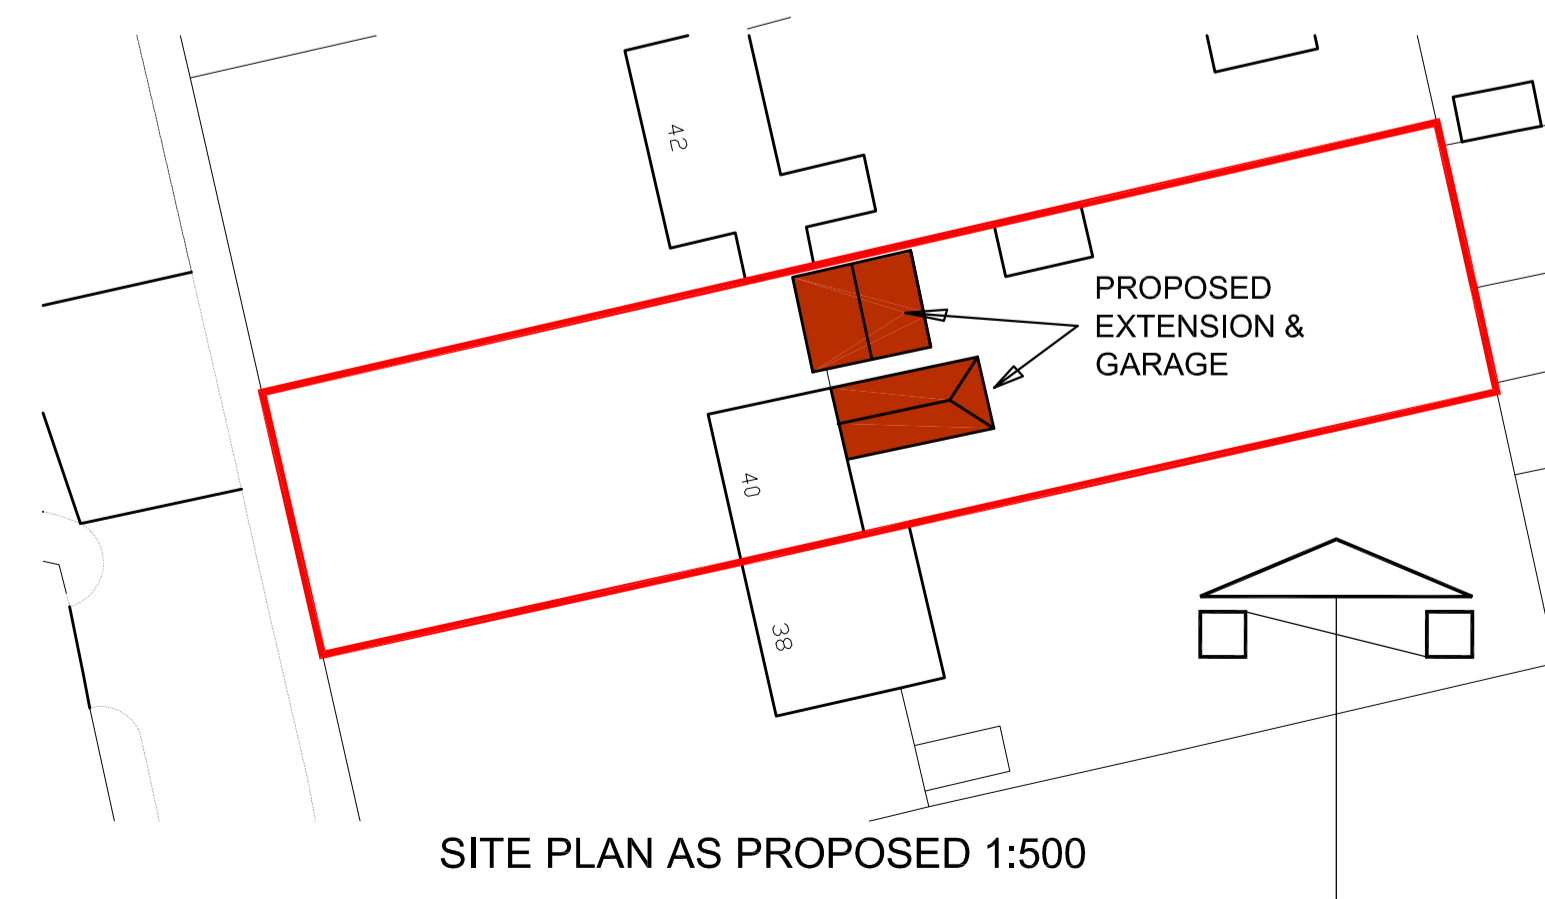 42
PROPOSED
EXTENSION &
GARAGE
40
38
SITE PLAN AS PROPOSED 1:500